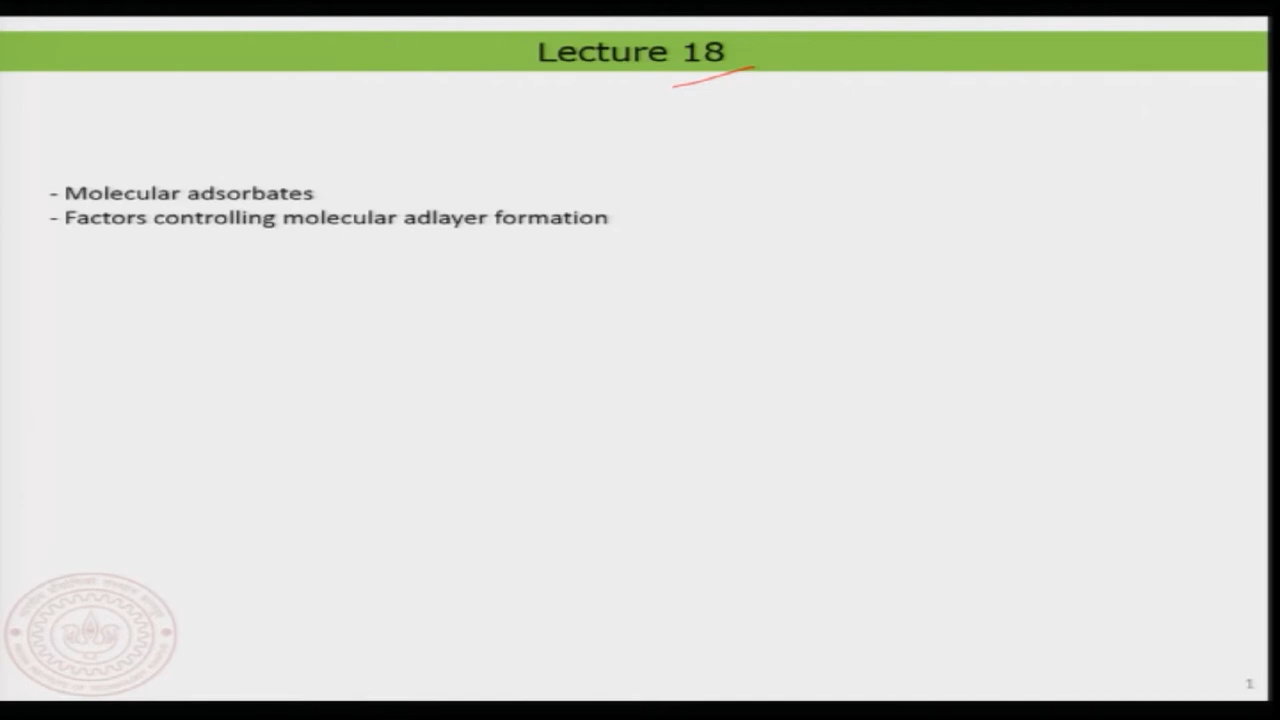 Lecture 18
- Molecular adsorbates
- Factors controlling molecular adlayer formation
1